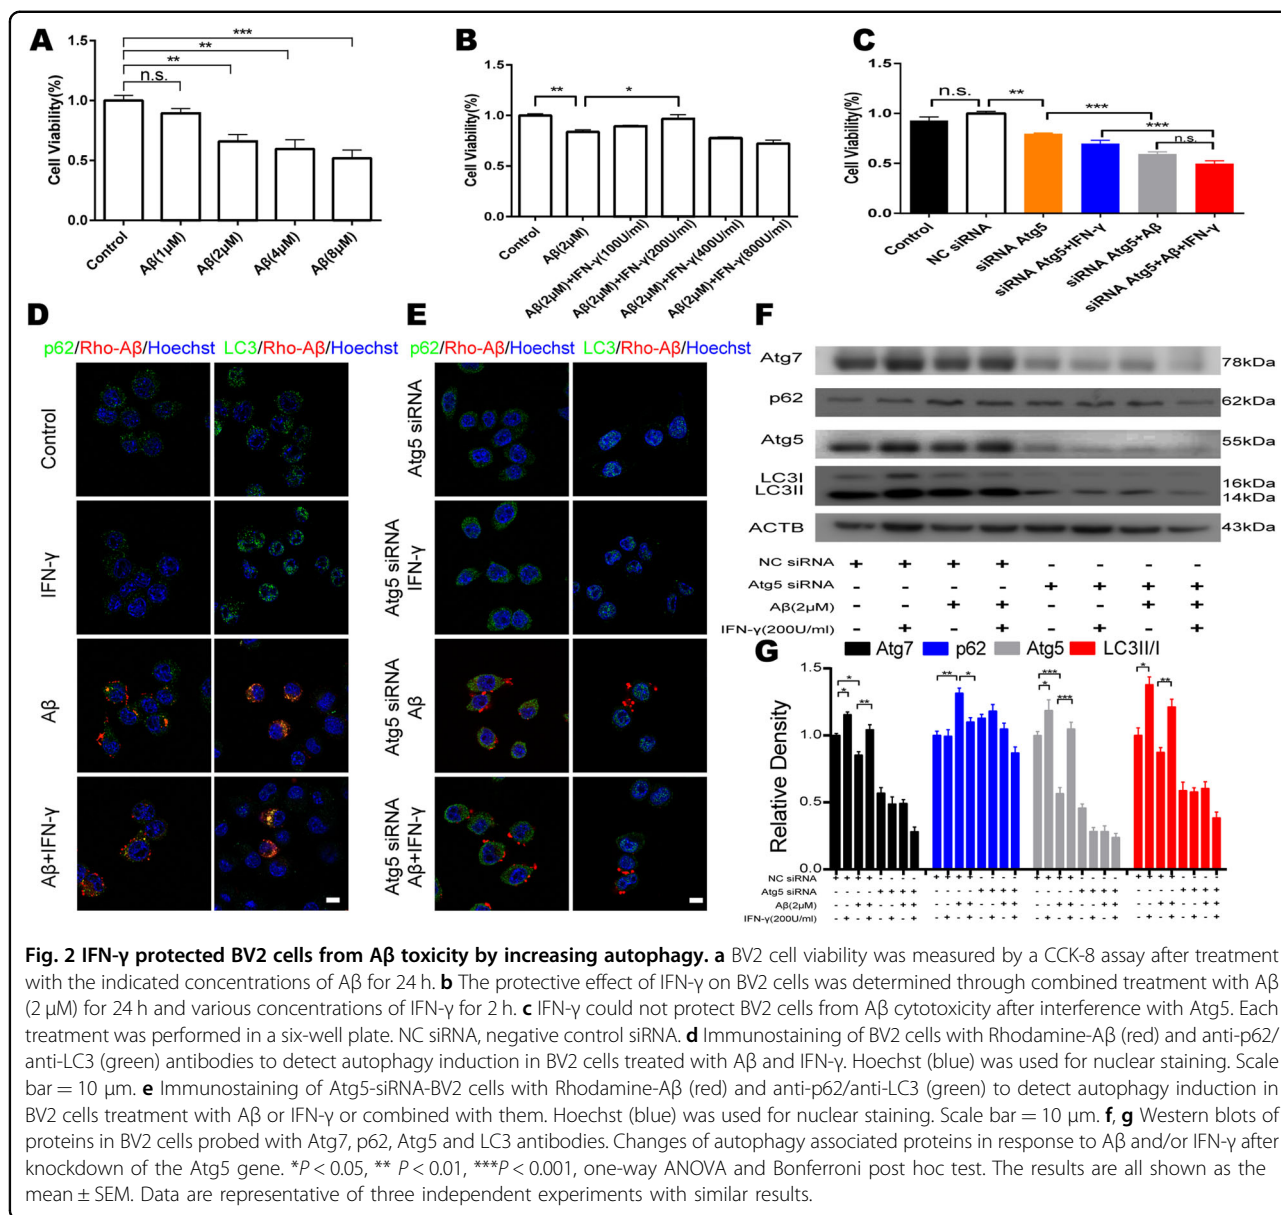 A
***
**
**
n.s.
Cell Viability(%)
1.5
1.0
0.5
0.0
Control
Aβ(1μM)
Aβ(2μM)
Aβ(4μM)
Aβ(8μM)
B
**
*
Cell Viability(%)
1.5
1.0
0.5
0.0
Control
Aβ(2μM)
Aβ(2μM)+IFN-γ(100U/ml)
Aβ(2μM)+IFN-γ(200U/ml)
Aβ(2μM)+IFN-γ(400U/ml)
Aβ(2μM)+IFN-γ(800U/ml)
C
n.s.
**
***
***
n.s.
Cell Viability(%)
1.5
1.0
0.5
0.0
Control
NC siRNA
siRNA Atg5
siRNA Atg5+IFN-γ
siRNA Atg5+Aβ
siRNA Atg5+Aβ+IFN-γ
D
p62/Rho-Aβ/Hoechst LC3/Rho-Aβ/Hoechst
Control
IFN-γ
Aβ
Aβ+IFN-γ
E
p62/Rho-Aβ/Hoechst LC3/Rho-Aβ/Hoechst
Atg5 siRNA
Atg5 siRNA
IFN-γ
Atg5 siRNA
Aβ
Atg5 siRNA
Aβ+IFN-γ
F
Atg7 78kDa
p62 62kDa
Atg5 55kDa
LC3I 16kDa
LC3II 14kDa
ACTB 43kDa
NC siRNA + + + + - - - -
Atg5 siRNA - - - - + + + +
Aβ(2μM) - - + + - - + +
IFN-γ(200U/ml) - + - + - + - +
G
Atg7 p62 Atg5 LC3II/I
Relative Density
1.5
1.0
0.5
0.0
* * **
** *
*** * ***
* **
NC siRNA + + + + - - - - + + + + - - - - + + + + - - - - + + + + - - - -
Atg5 siRNA - - - - + + + + - - - - + + + + - - - - + + + + - - - - + + + +
Aβ(2μM) - - + + - - + + - - + + - - + + - - + + - - + + - - + + - - + +
IFN-γ(200U/ml) - + - + - + - + - + - + - + - + - + - + - + - + - + - + - + - +
Fig. 2 IFN-γ protected BV2 cells from Aβ toxicity by increasing autophagy. a BV2 cell viability was measured by a CCK-8 assay after treatment
with the indicated concentrations of Aβ for 24 h. b The protective effect of IFN-γ on BV2 cells was determined through combined treatment with Aβ
(2 μM) for 24 h and various concentrations of IFN-γ for 2 h. c IFN-γ could not protect BV2 cells from Aβ cytotoxicity after interference with Atg5. Each
treatment was performed in a six-well plate. NC siRNA, negative control siRNA. d Immunostaining of BV2 cells with Rhodamine-Aβ (red) and anti-p62/
anti-LC3 (green) antibodies to detect autophagy induction in BV2 cells treated with Aβ and IFN-γ. Hoechst (blue) was used for nuclear staining. Scale
bar = 10 μm. e Immunostaining of Atg5-siRNA-BV2 cells with Rhodamine-Aβ (red) and anti-p62/anti-LC3 (green) to detect autophagy induction in
BV2 cells treatment with Aβ or IFN-γ or combined with them. Hoechst (blue) was used for nuclear staining. Scale bar = 10 μm. f, g Western blots of
proteins in BV2 cells probed with Atg7, p62, Atg5 and LC3 antibodies. Changes of autophagy associated proteins in response to Aβ and/or IFN-γ after
knockdown of the Atg5 gene. *P < 0.05, ** P < 0.01, ***P < 0.001, one-way ANOVA and Bonferroni post hoc test. The results are all shown as the
mean ± SEM. Data are representative of three independent experiments with similar results.